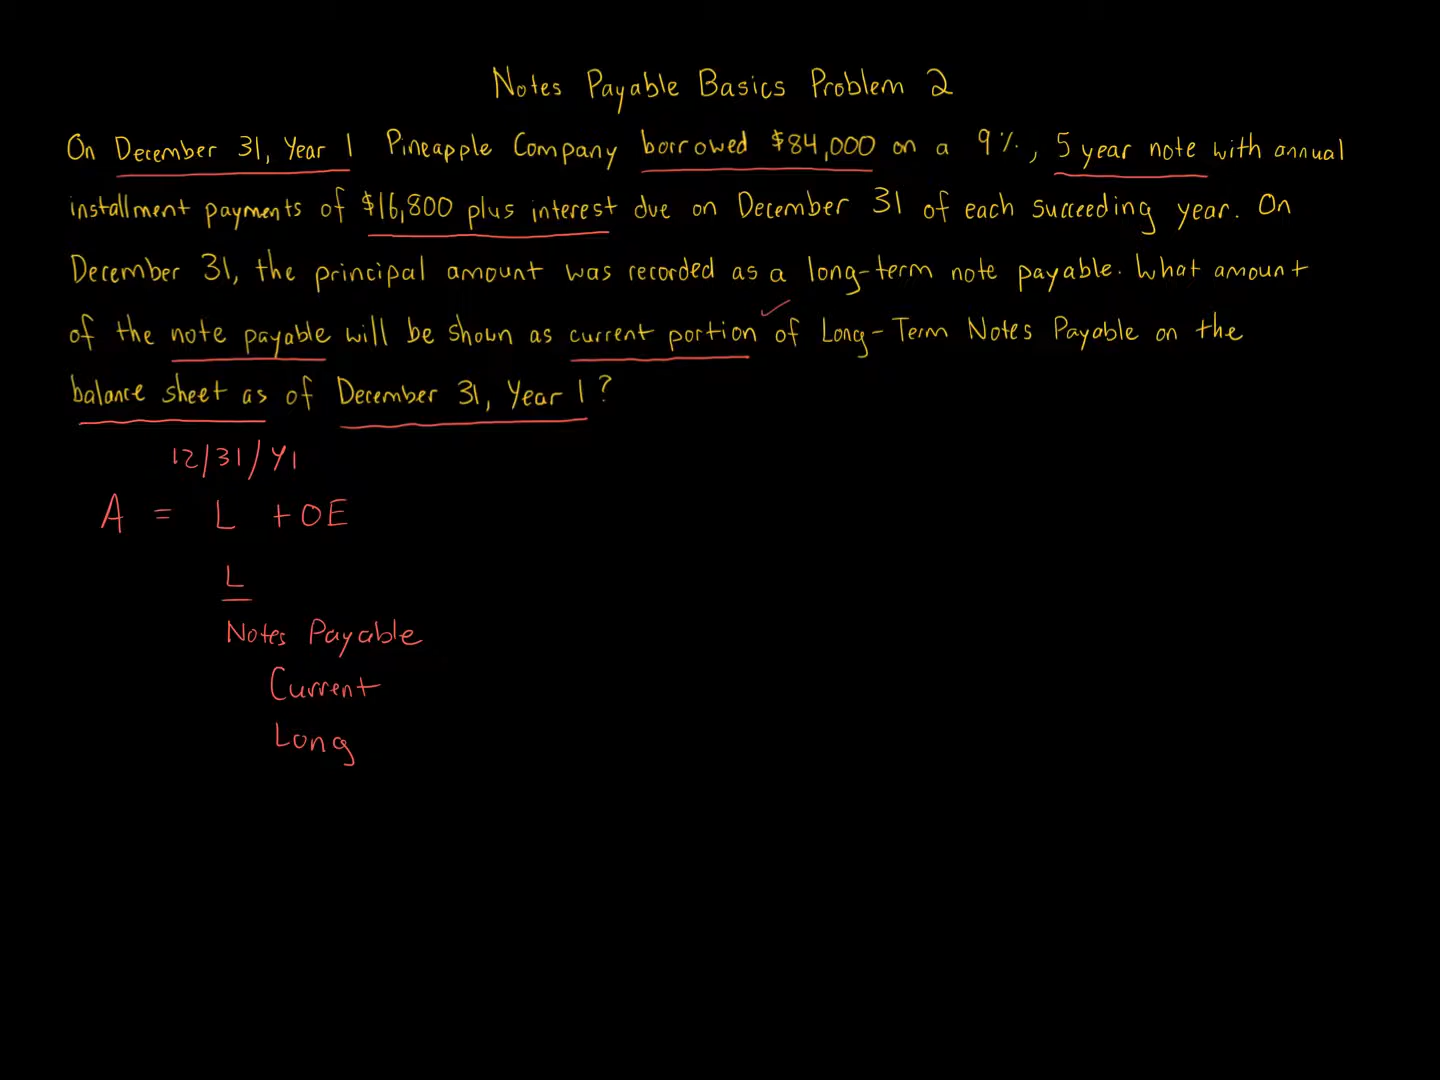 Notes Payable Basics Problem 2
On December 31, Year 1 Pineapple Company borrowed $84,000 on a 9%, 5 year note with annual
installment payments of $16,800 plus interest due on December 31 of each succeeding year. On
December 31, the principal amount was recorded as a long-term note payable. What amount
of the note payable will be shown as current portion of Long-Term Notes Payable on the
balance sheet as of December 31, Year 1?
12/31/Y1
A = L + OE
L
Notes Payable
Current
Long